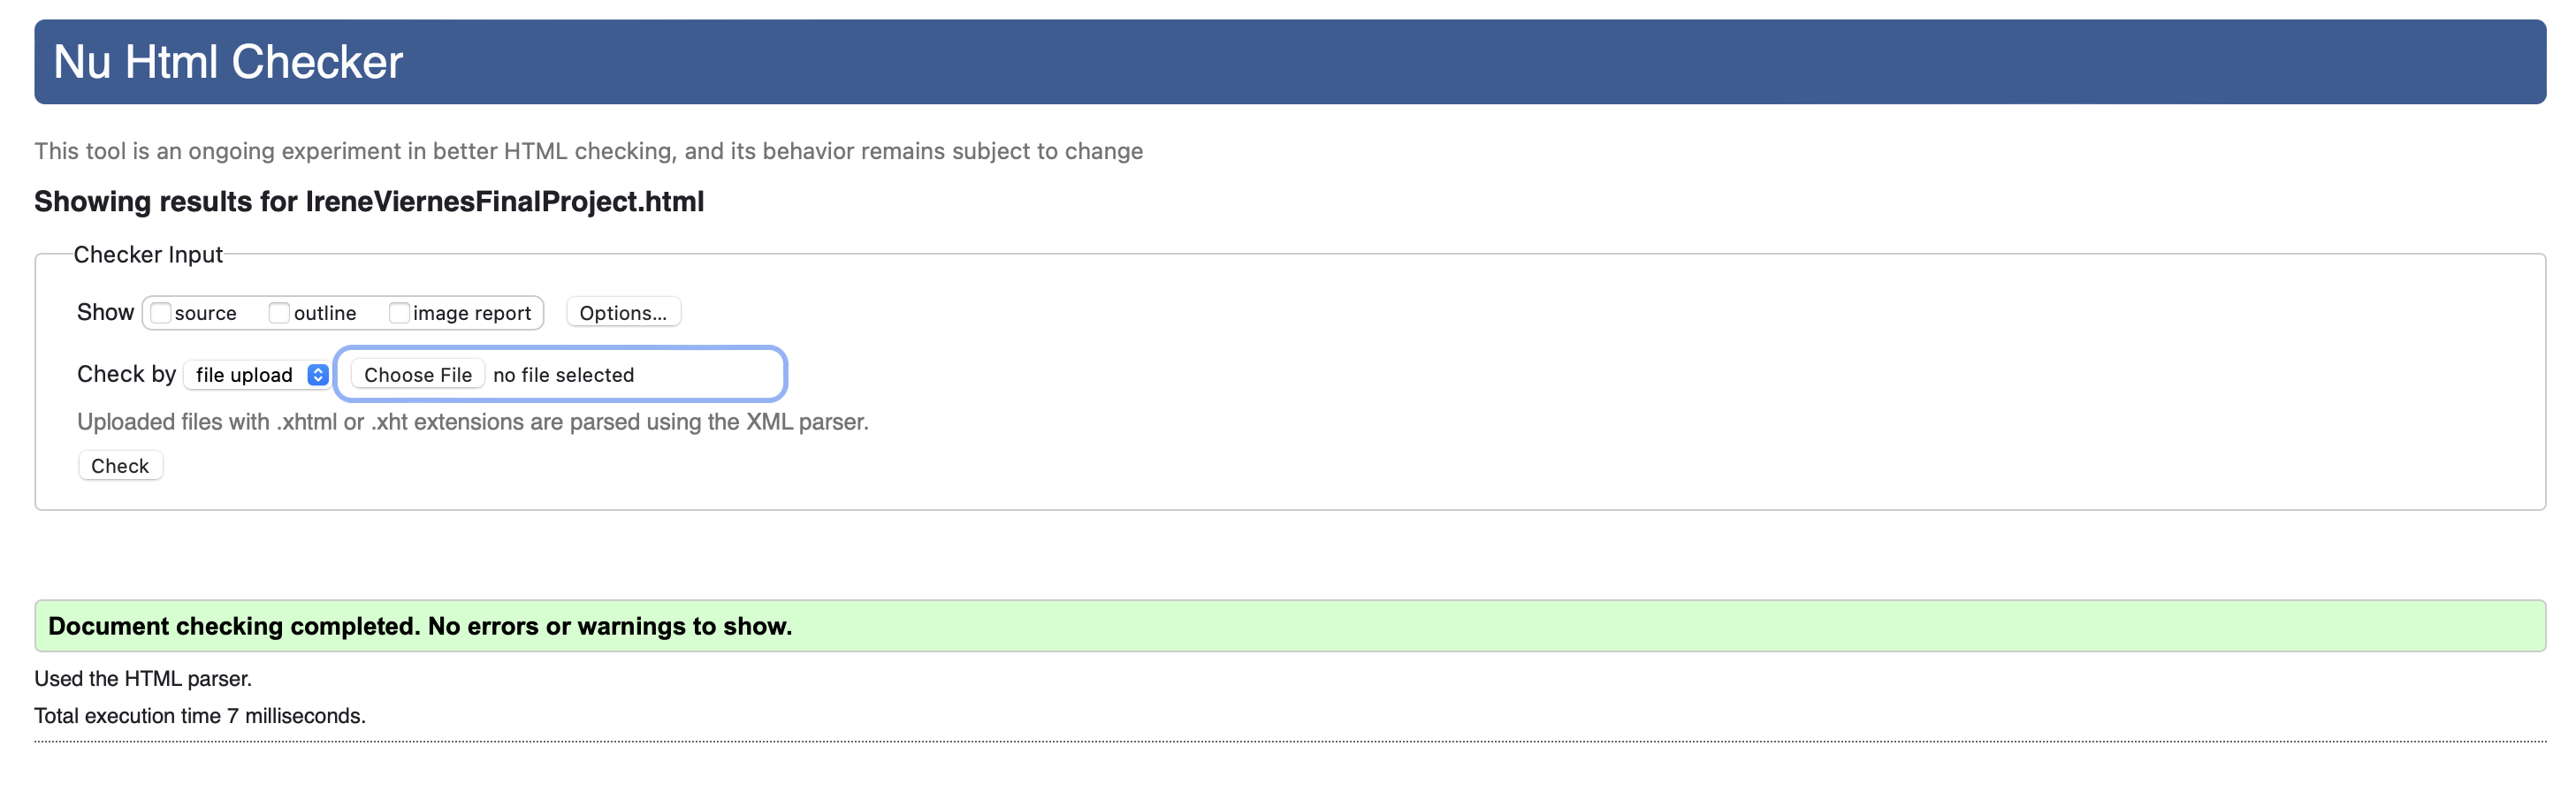 Nu Html Checker
This tool is an ongoing experiment in better HTML checking, and its behavior remains subject to change
Showing results for IreneViernesFinalProject.html
Checker Input
Show source outline image report Options...
Check by file upload Choose File no file selected
Uploaded files with .xhtml or .xht extensions are parsed using the XML parser.
Check
Document checking completed. No errors or warnings to show.
Used the HTML parser.
Total execution time 7 milliseconds.